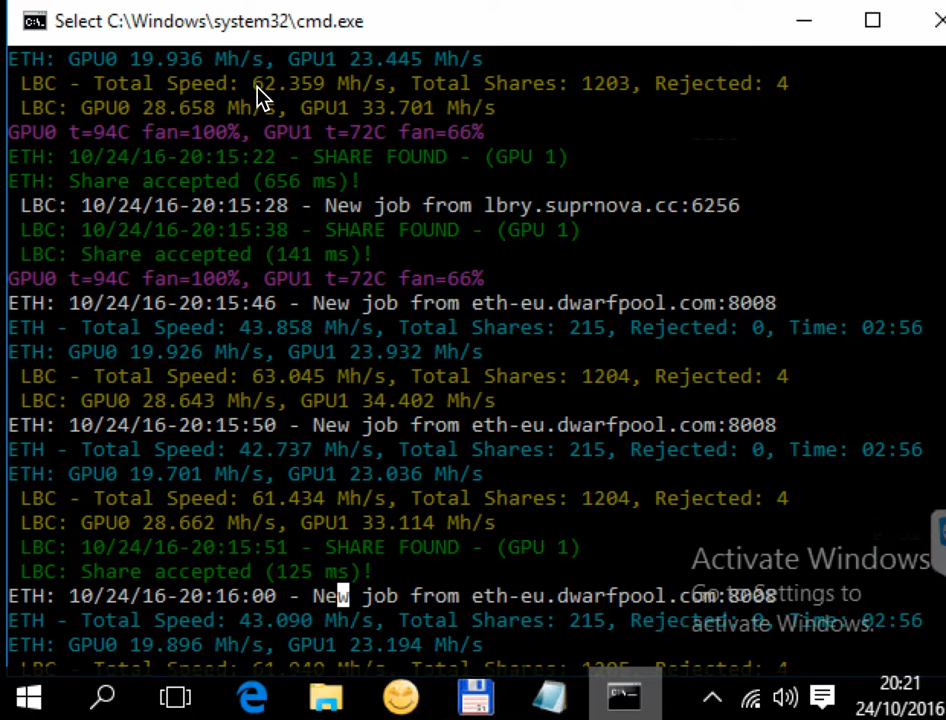 Select C:\Windows\system32\cmd.exe
ETH: GPU0 19.936 Mh/s, GPU1 23.445 Mh/s
LBC - Total Speed: 62.359 Mh/s, Total Shares: 1203, Rejected: 4
LBC: GPU0 28.658 Mh/s, GPU1 33.701 Mh/s
GPU0 t=94C fan=100%, GPU1 t=72C fan=66%
ETH: 10/24/16-20:15:22 - SHARE FOUND - (GPU 1)
ETH: Share accepted (656 ms)!
LBC: 10/24/16-20:15:28 - New job from lbry.suprnova.cc:6256
LBC: 10/24/16-20:15:38 - SHARE FOUND - (GPU 1)
LBC: Share accepted (141 ms)!
GPU0 t=94C fan=100%, GPU1 t=72C fan=66%
ETH: 10/24/16-20:15:46 - New job from eth-eu.dwarfpool.com:8008
ETH - Total Speed: 43.858 Mh/s, Total Shares: 215, Rejected: 0, Time: 02:56
ETH: GPU0 19.926 Mh/s, GPU1 23.932 Mh/s
LBC - Total Speed: 63.045 Mh/s, Total Shares: 1204, Rejected: 4
LBC: GPU0 28.643 Mh/s, GPU1 34.402 Mh/s
ETH: 10/24/16-20:15:50 - New job from eth-eu.dwarfpool.com:8008
ETH - Total Speed: 42.737 Mh/s, Total Shares: 215, Rejected: 0, Time: 02:56
ETH: GPU0 19.701 Mh/s, GPU1 23.036 Mh/s
LBC - Total Speed: 61.434 Mh/s, Total Shares: 1204, Rejected: 4
LBC: GPU0 28.662 Mh/s, GPU1 33.114 Mh/s
LBC: 10/24/16-20:15:51 - SHARE FOUND - (GPU 1)
LBC: Share accepted (125 ms)!
ETH: 10/24/16-20:16:00 - New job from eth-eu.dwarfpool.com:8008
ETH - Total Speed: 43.090 Mh/s, Total Shares: 215, Rejected: 0, Time: 02:56
ETH: GPU0 19.896 Mh/s, GPU1 23.194 Mh/s
LBC - Total Speed: Mh/s, Total Shares: 1205, Rejected: 4
Activate Windows
Go to Settings to
activate Windows.
20:21
24/10/2016